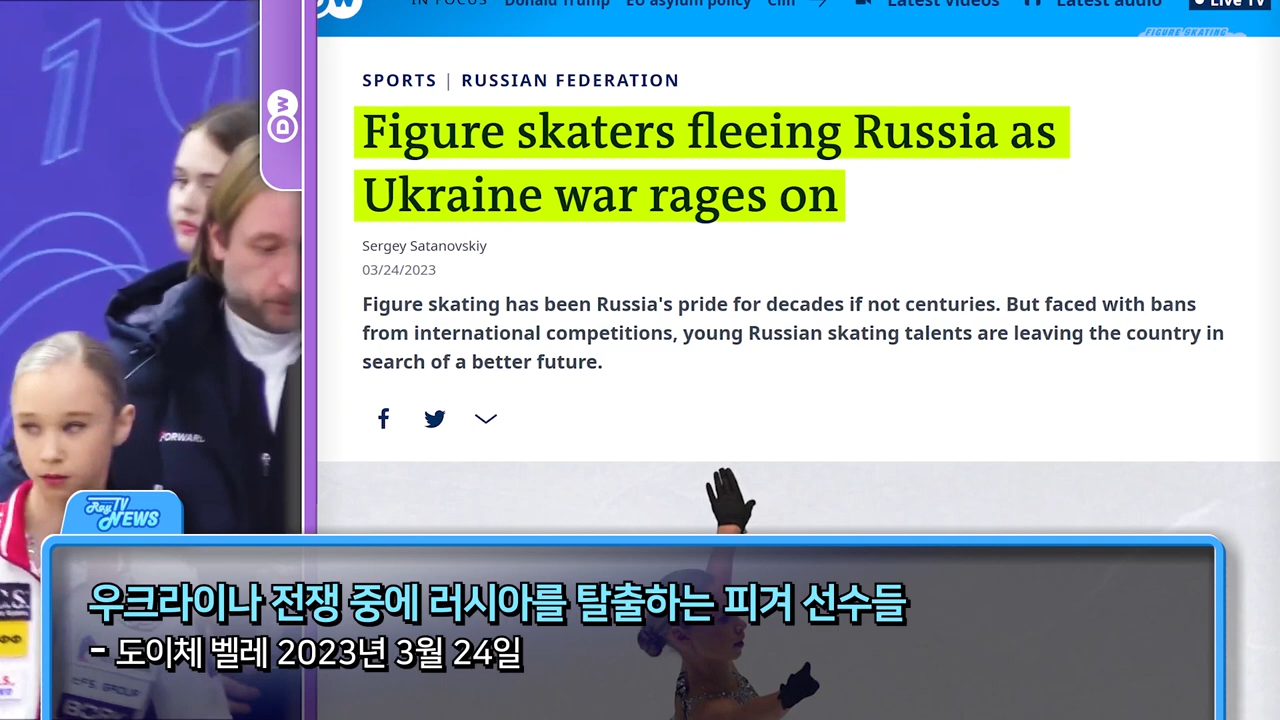 IN FOCUS Donald Trump EU asylum policy Latest videos Latest audio Live TV
FIGURE SKATING
DW
SPORTS | RUSSIAN FEDERATION
Figure skaters fleeing Russia as
Ukraine war rages on
Sergey Satanovskiy
03/24/2023
Figure skating has been Russia's pride for decades if not centuries. But faced with bans
from international competitions, young Russian skating talents are leaving the country in
search of a better future.
FORWARD
Roy TV
NEWS
우크라이나 전쟁 중에 러시아를 탈출하는 피겨 선수들
- 도이체 벨레 2023년 3월 24일